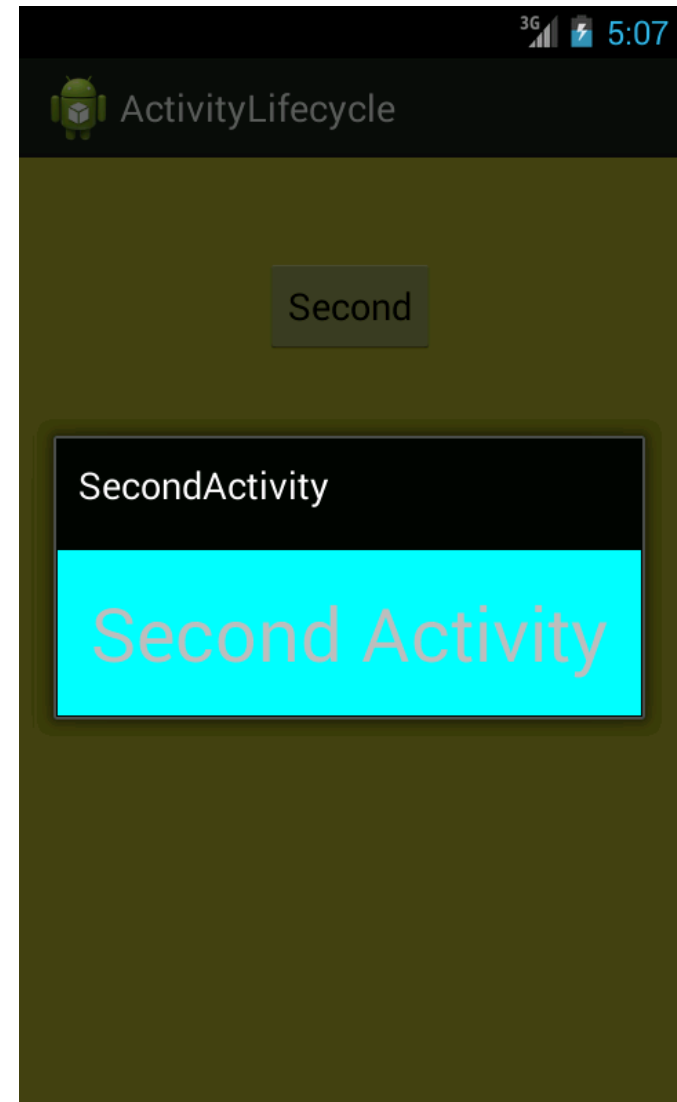 3G 5:07
ActivityLifecycle
Second
SecondActivity
Second Activity